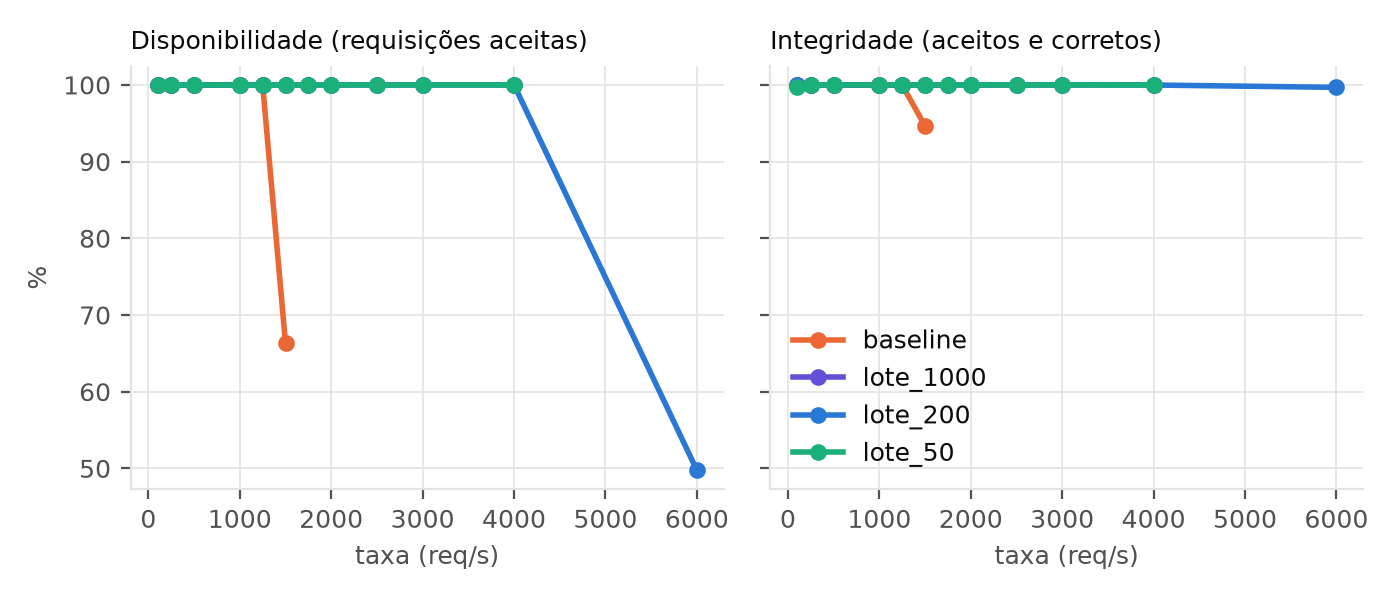 Disponibilidade (requisições aceitas)
Integridade (aceitos e corretos)
100
90
80
70
60
50
%
baseline
lote_1000
lote_200
lote_50
0 1000 2000 3000 4000 5000 6000
0 1000 2000 3000 4000 5000 6000
taxa (req/s)
taxa (req/s)